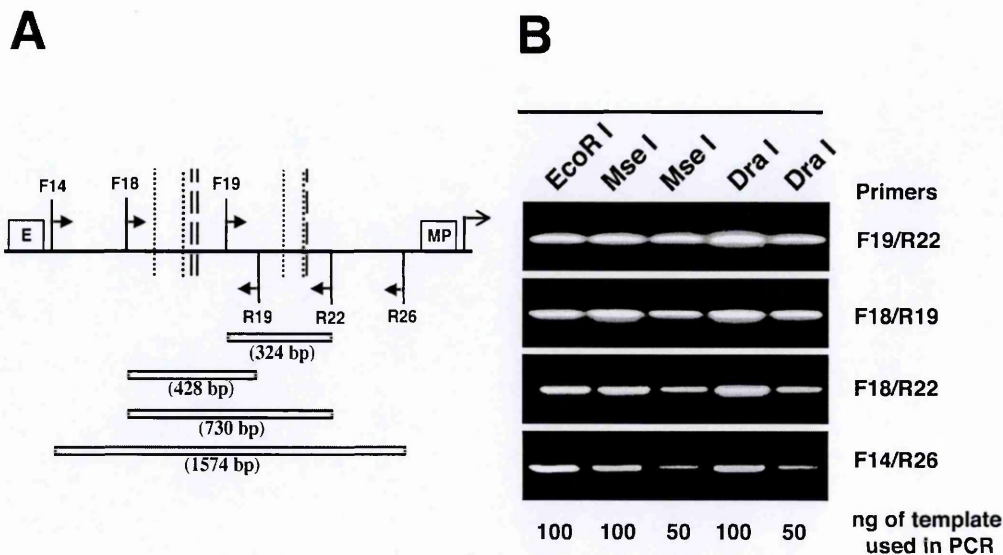 A
F14
F18
F19
E
MP
R19
R22
R26
(324 bp)
(428 bp)
(730 bp)
(1574 bp)
B
EcoR I
Mse I
Mse I
Dra I
Dra I
Primers
F19/R22
F18/R19
F18/R22
F14/R26
100 100 50 100 50
ng of template
used in PCR